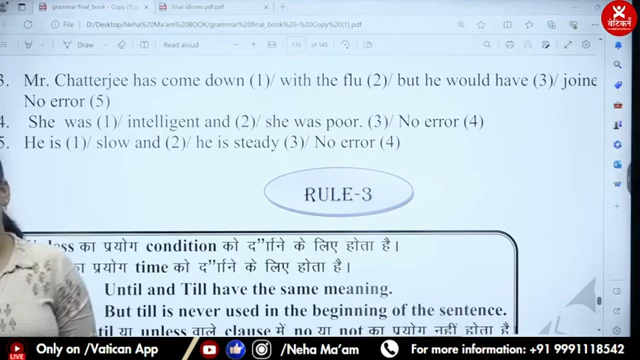 grammar final_book - Copy (1).p
final idioms pdf.pdf
File C:/Users/DELL/Desktop/Neha%20Ma'am%20BOOK/grammar%20final_book%20-%20Copy%20(1).pdf
Draw
Read aloud
135 of 145
वेटिकन
3. Mr. Chatterjee has come down (1)/ with the flu (2)/ but he would have (3)/ joine
No error (5)
4. She was (1)/ intelligent and (2)/ she was poor. (3)/ No error (4)
5. He is (1)/ slow and (2)/ he is steady (3)/ No error (4)
RULE-3
Unless का प्रयोग condition को द"र्ााने के लिए होता है।
का प्रयोग time को द"र्ााने के लिए होता है।
Until and Till have the same meaning.
But till is never used in the beginning of the sentence.
til या unless वाले clause में no या not का प्रयोग नहीं होता है
LIVE
Only on /Vatican App
/Neha Ma'am
For more information: +91 9991118542